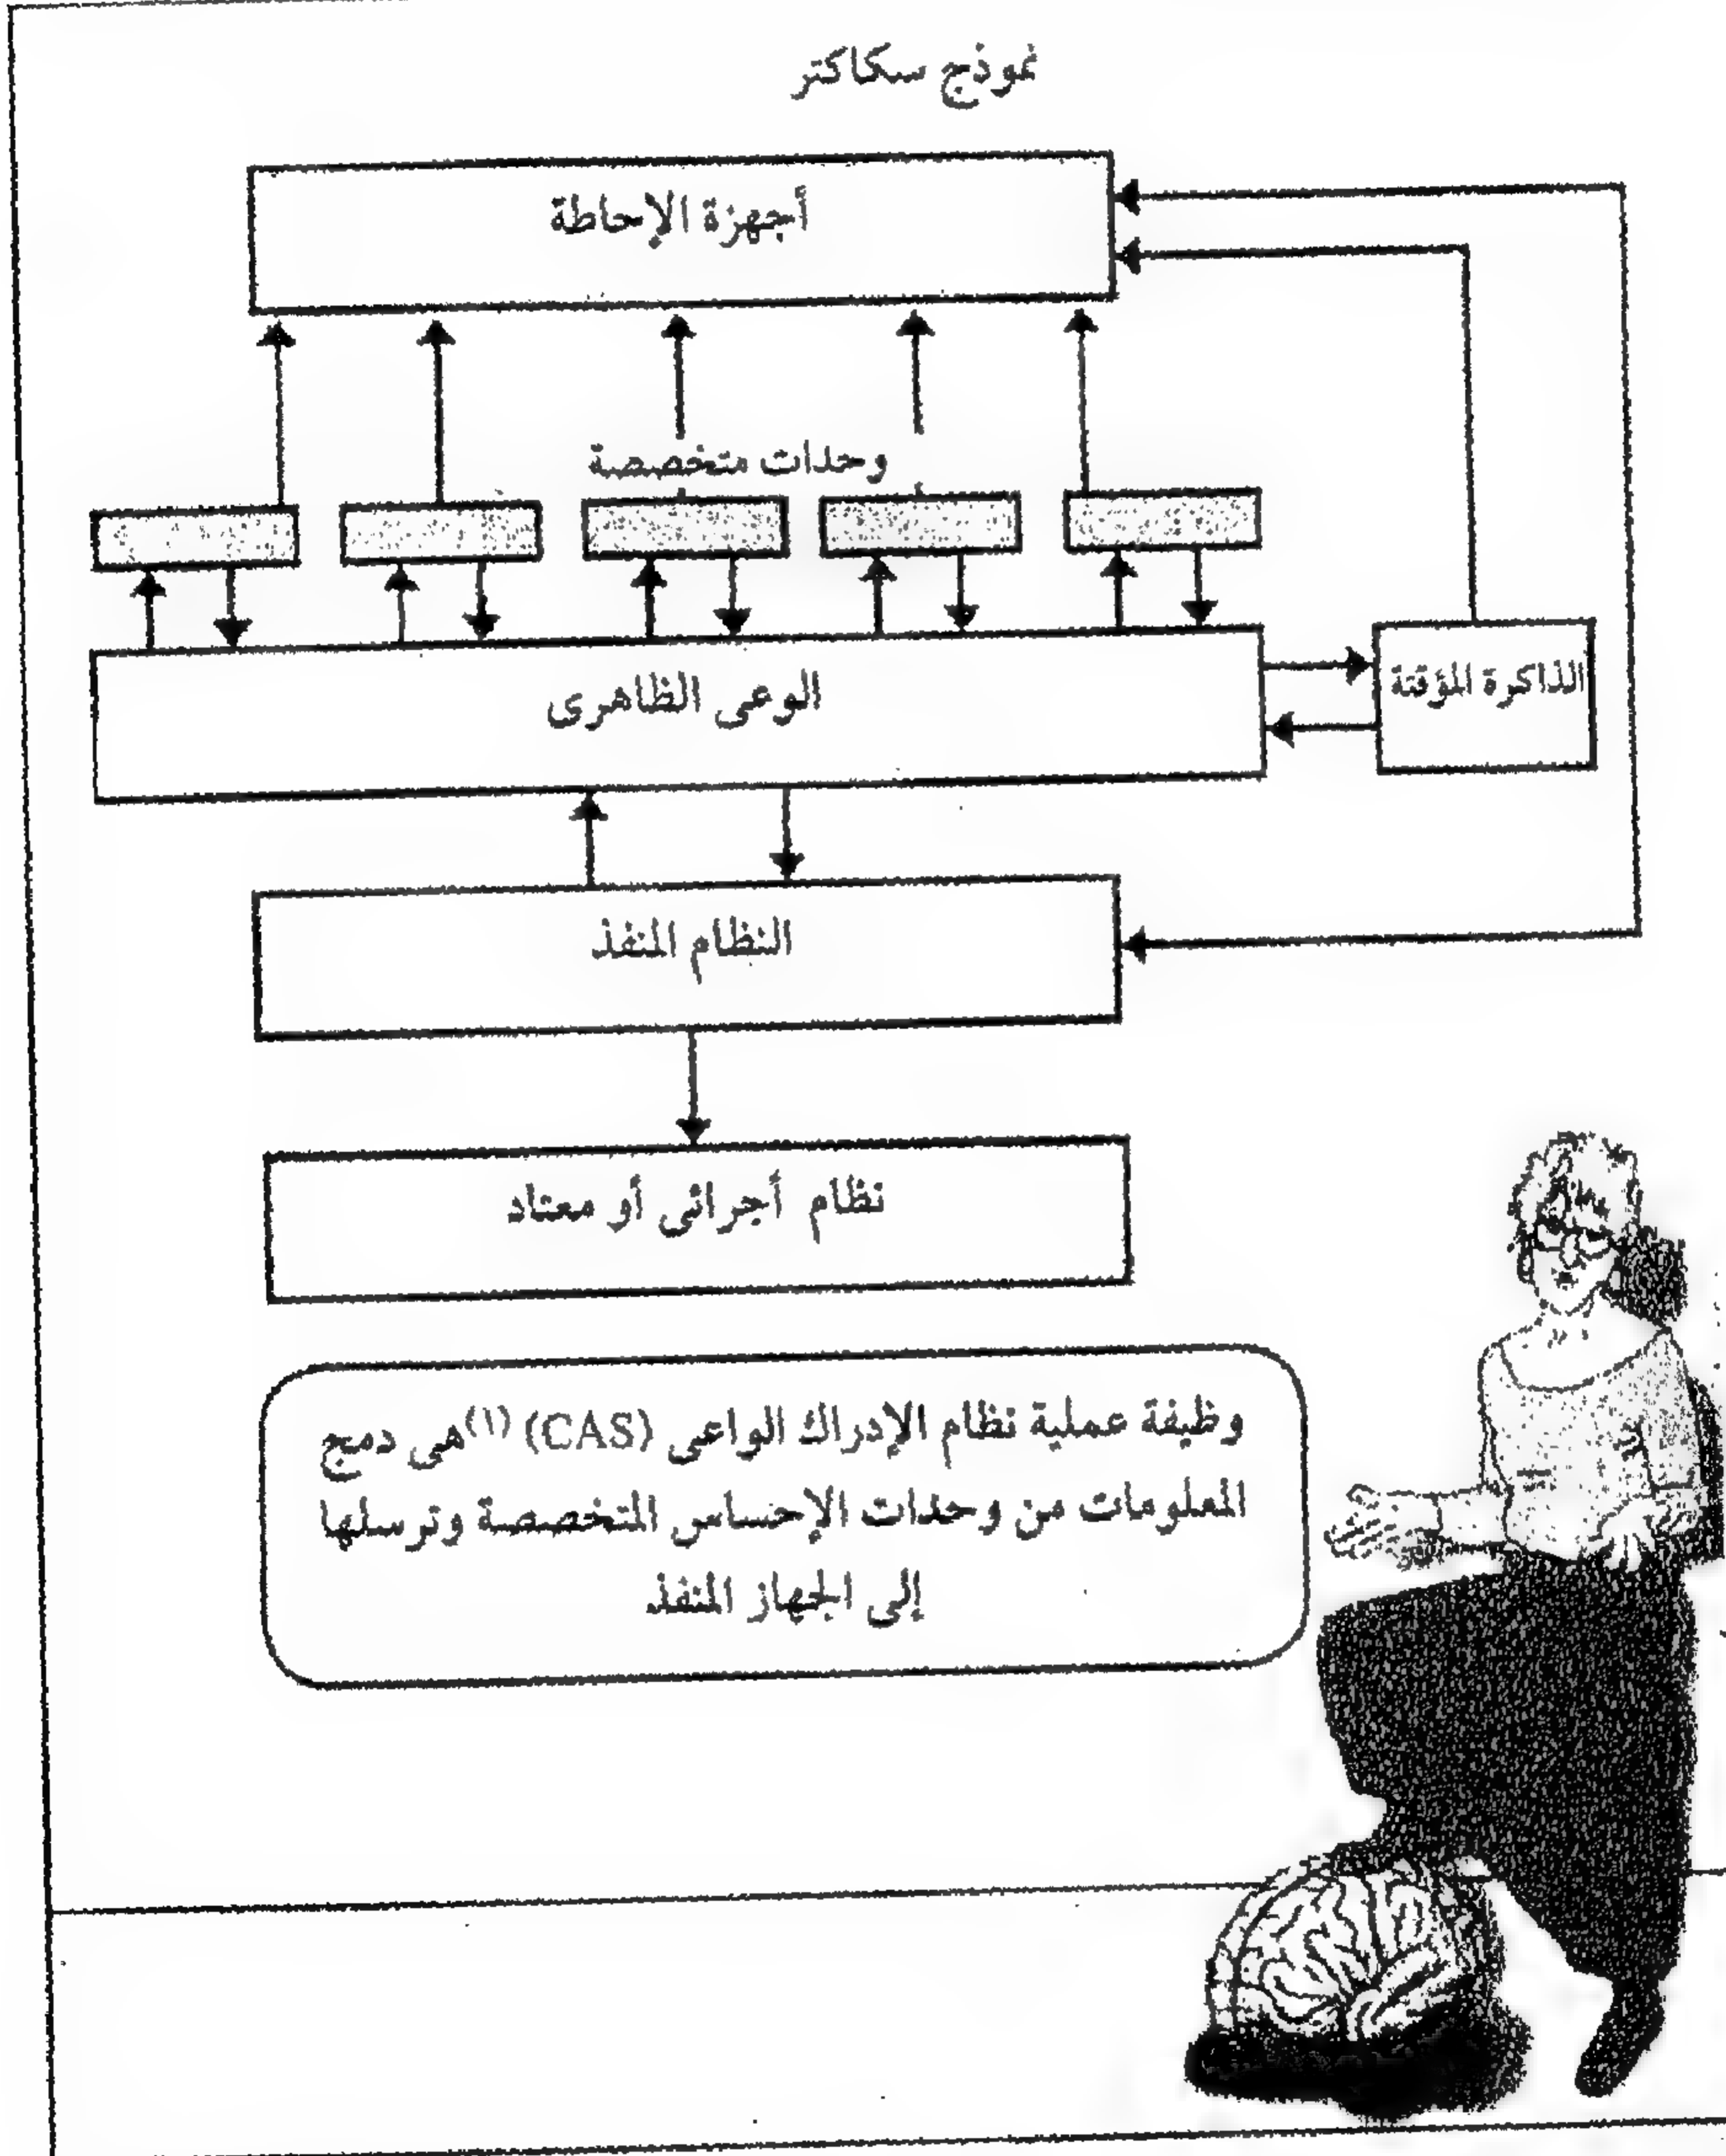 نموذج سكاكتر
أجهزة الإحاطة
وحدات متخصصة
الوعى الظاهرى
الذاكرة المؤقتة
النظام المنفذ
نظام أجرائى أو معتاد
وظيفة عملية نظام الإدراك الواعى (CAS) (١) هى دمج
المعلومات من وحدات الإحساس المتخصصة وترسلها
إلى الجهاز المنفذ